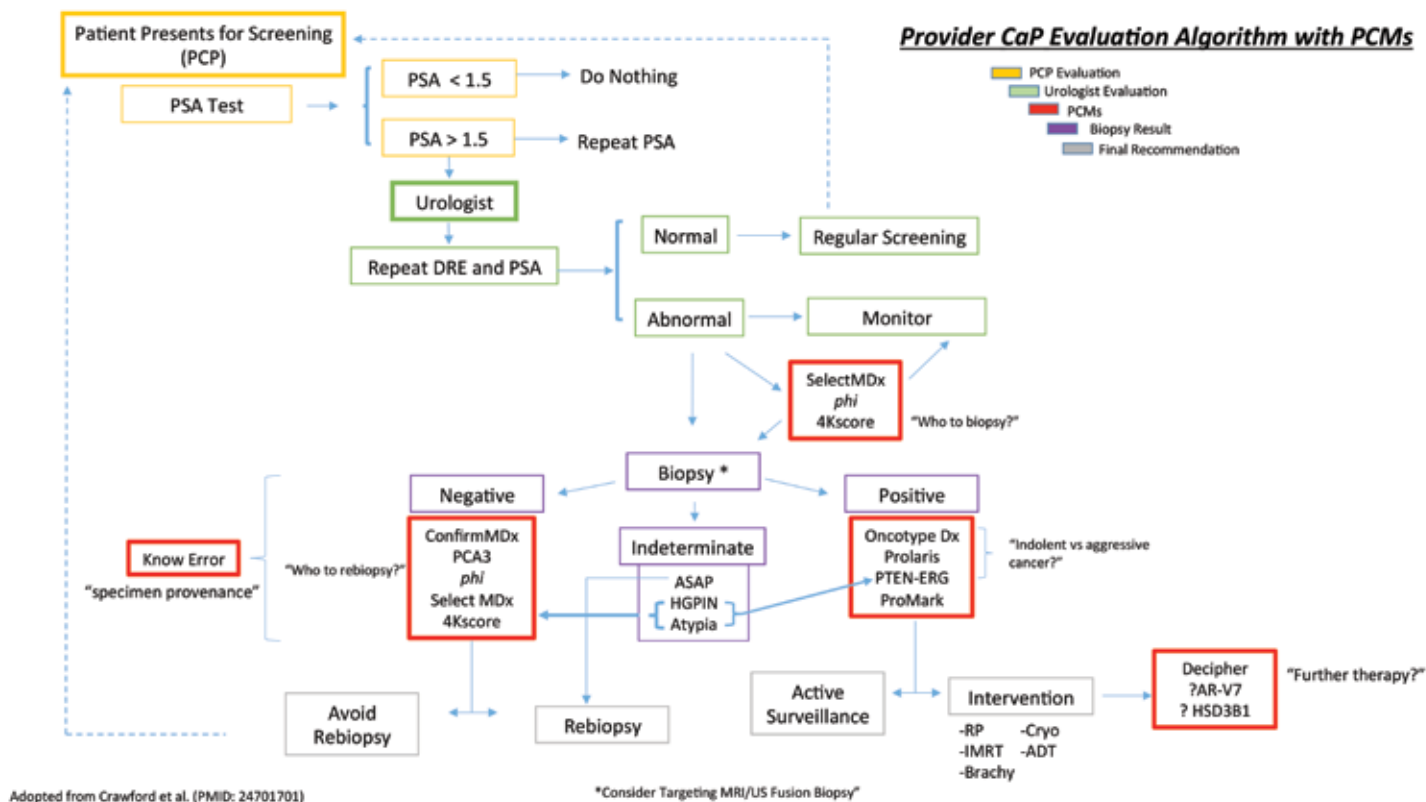 Patient Presents for Screening
(PCP)
Provider CaP Evaluation Algorithm with PCMs
PCP Evaluation
Urologist Evaluation
PCMs
Biopsy Result
Final Recommendation
PSA Test
PSA < 1.5
Do Nothing
PSA > 1.5
Repeat PSA
Urologist
Repeat DRE and PSA
Normal
Regular Screening
Abnormal
Monitor
SelectMDx
phi
4Kscore
"Who to biopsy?"
Biopsy *
Negative
Positive
Indeterminate
Know Error
"specimen provenance"
"Who to rebiopsy?"
ConfirmMDx
PCA3
phi
Select MDx
4Kscore
ASAP
HGPIN
Atypia
Oncotype Dx
Prolaris
PTEN-ERG
ProMark
"Indolent vs aggressive
cancer?"
Avoid
Rebiopsy
Rebiopsy
Active
Surveillance
Intervention
-RP -Cryo
-IMRT -ADT
-Brachy
Decipher
?AR-V7
? HSD3B1
"Further therapy?"
Adopted from Crawford et al. (PMID: 24701701)
*Consider Targeting MRI/US Fusion Biopsy"